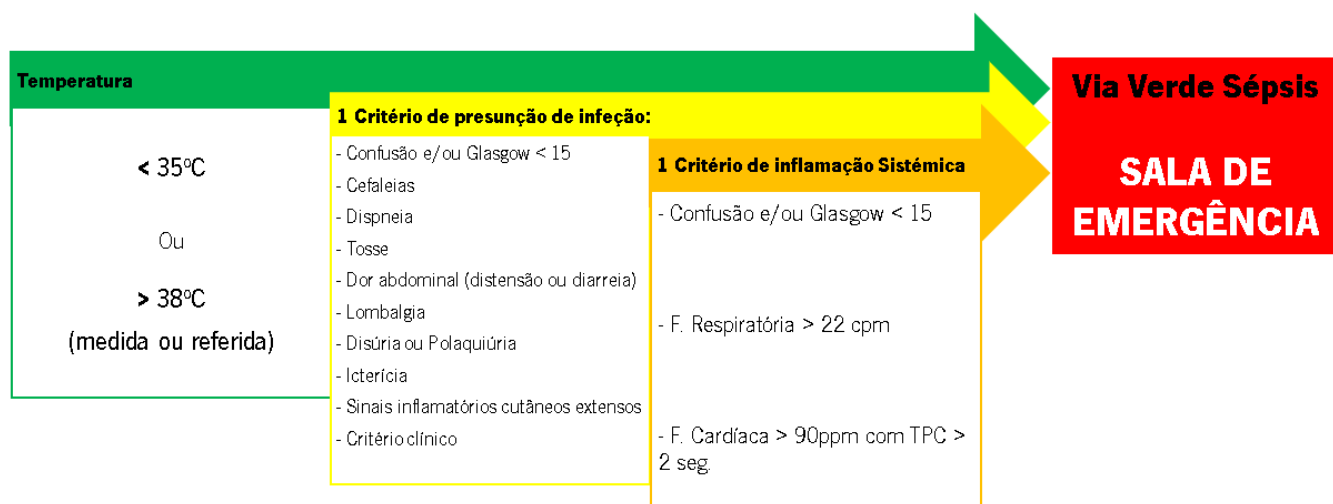 Temperatura
< 35ºC
Ou
> 38ºC
(medida ou referida)
1 Critério de presunção de infeção:
- Confusão e/ou Glasgow < 15
- Cefaleias
- Dispneia
- Tosse
- Dor abdominal (distensão ou diarreia)
- Lombalgia
- Disúria ou Polaquiúria
- Icterícia
- Sinais inflamatórios cutâneos extensos
- Critério clínico
1 Critério de inflamação Sistémica
- Confusão e/ou Glasgow < 15
- F. Respiratória > 22 cpm
- F. Cardíaca > 90ppm com TPC >
2 seg.
Via Verde Sépsis
SALA DE
EMERGÊNCIA